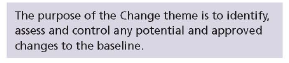 The purpose of the Change theme is to identify,
assess and control any potential and approved
changes to the baseline.